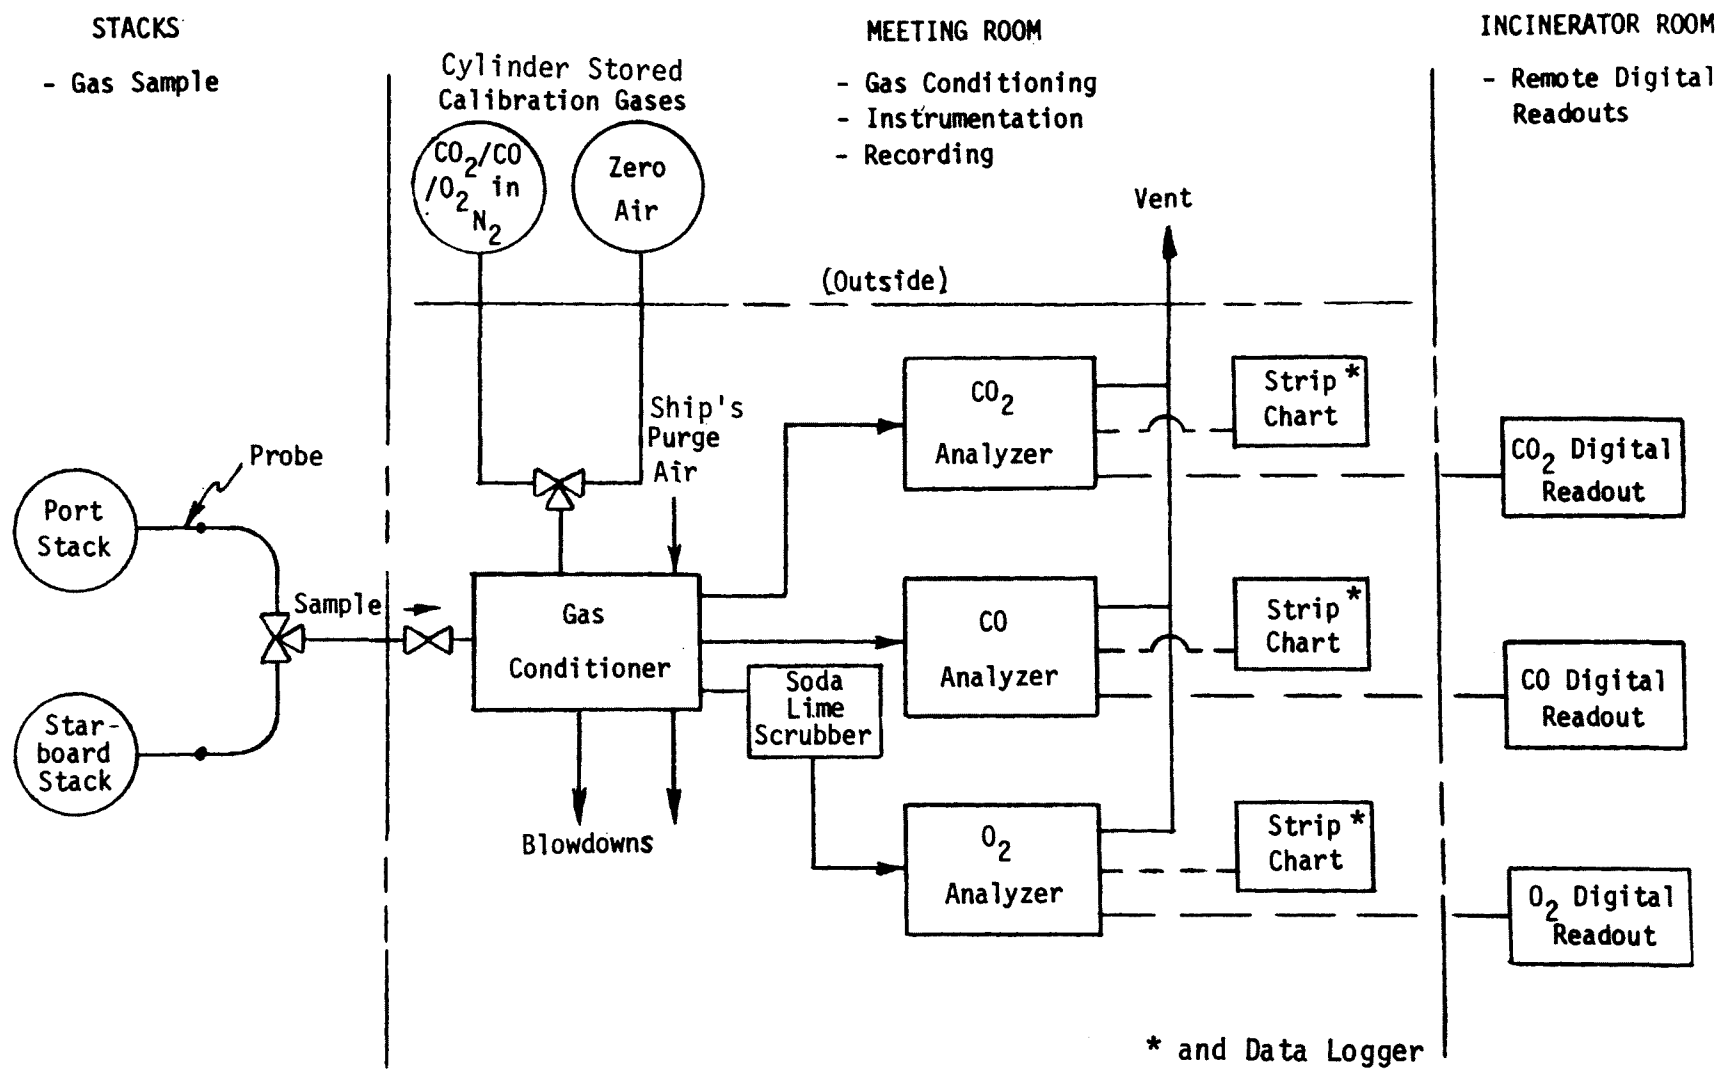 STACKS
- Gas Sample
MEETING ROOM
- Gas Conditioning
- Instrumentation
- Recording
INCINERATOR ROOM
- Remote Digital
Readouts
Cylinder Stored
Calibration Gases
CO2/CO
/O2 in
N2
Zero
Air
Vent
(Outside)
Ship's
Purge
Air
Probe
Port
Stack
Sample
Star-
board
Stack
Gas
Conditioner
Soda
Lime
Scrubber
Blowdowns
CO2
Analyzer
Strip *
Chart
CO2 Digital
Readout
CO
Analyzer
Strip *
Chart
CO Digital
Readout
O2
Analyzer
Strip *
Chart
O2 Digital
Readout
* and Data Logger